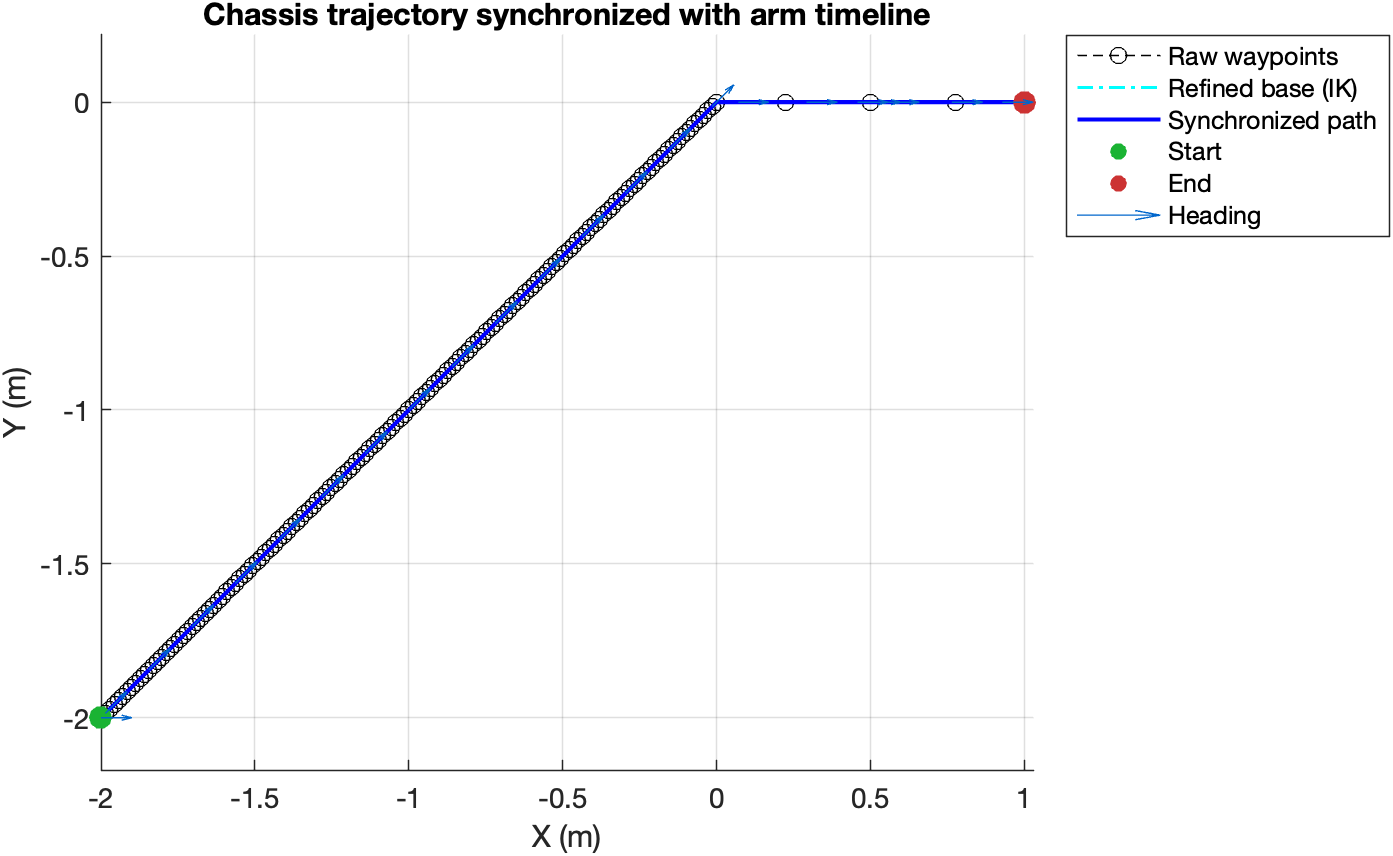 Chassis trajectory synchronized with arm timeline
Raw waypoints
Refined base (IK)
Synchronized path
Start
End
Heading
0
-0.5
-1
-1.5
-2
Y (m)
-2 -1.5 -1 -0.5 0 0.5 1
X (m)